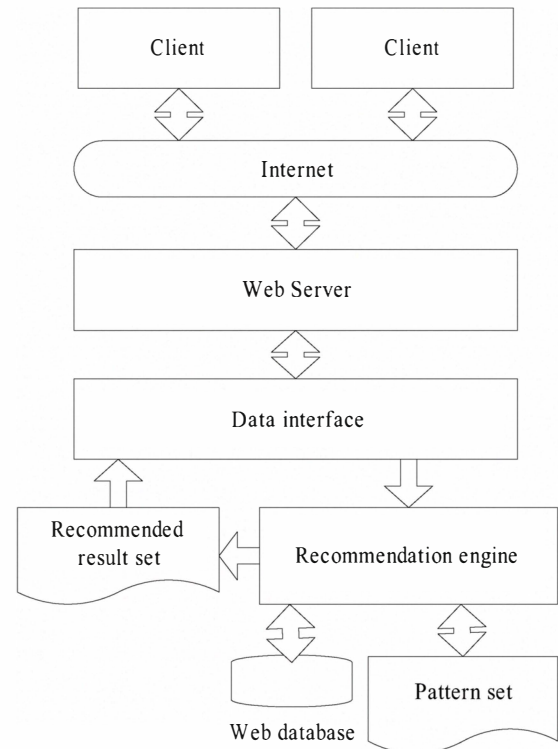 Client
Client
Internet
Web Server
Data interface
Recommended
result set
Recommendation engine
Pattern set
Web database